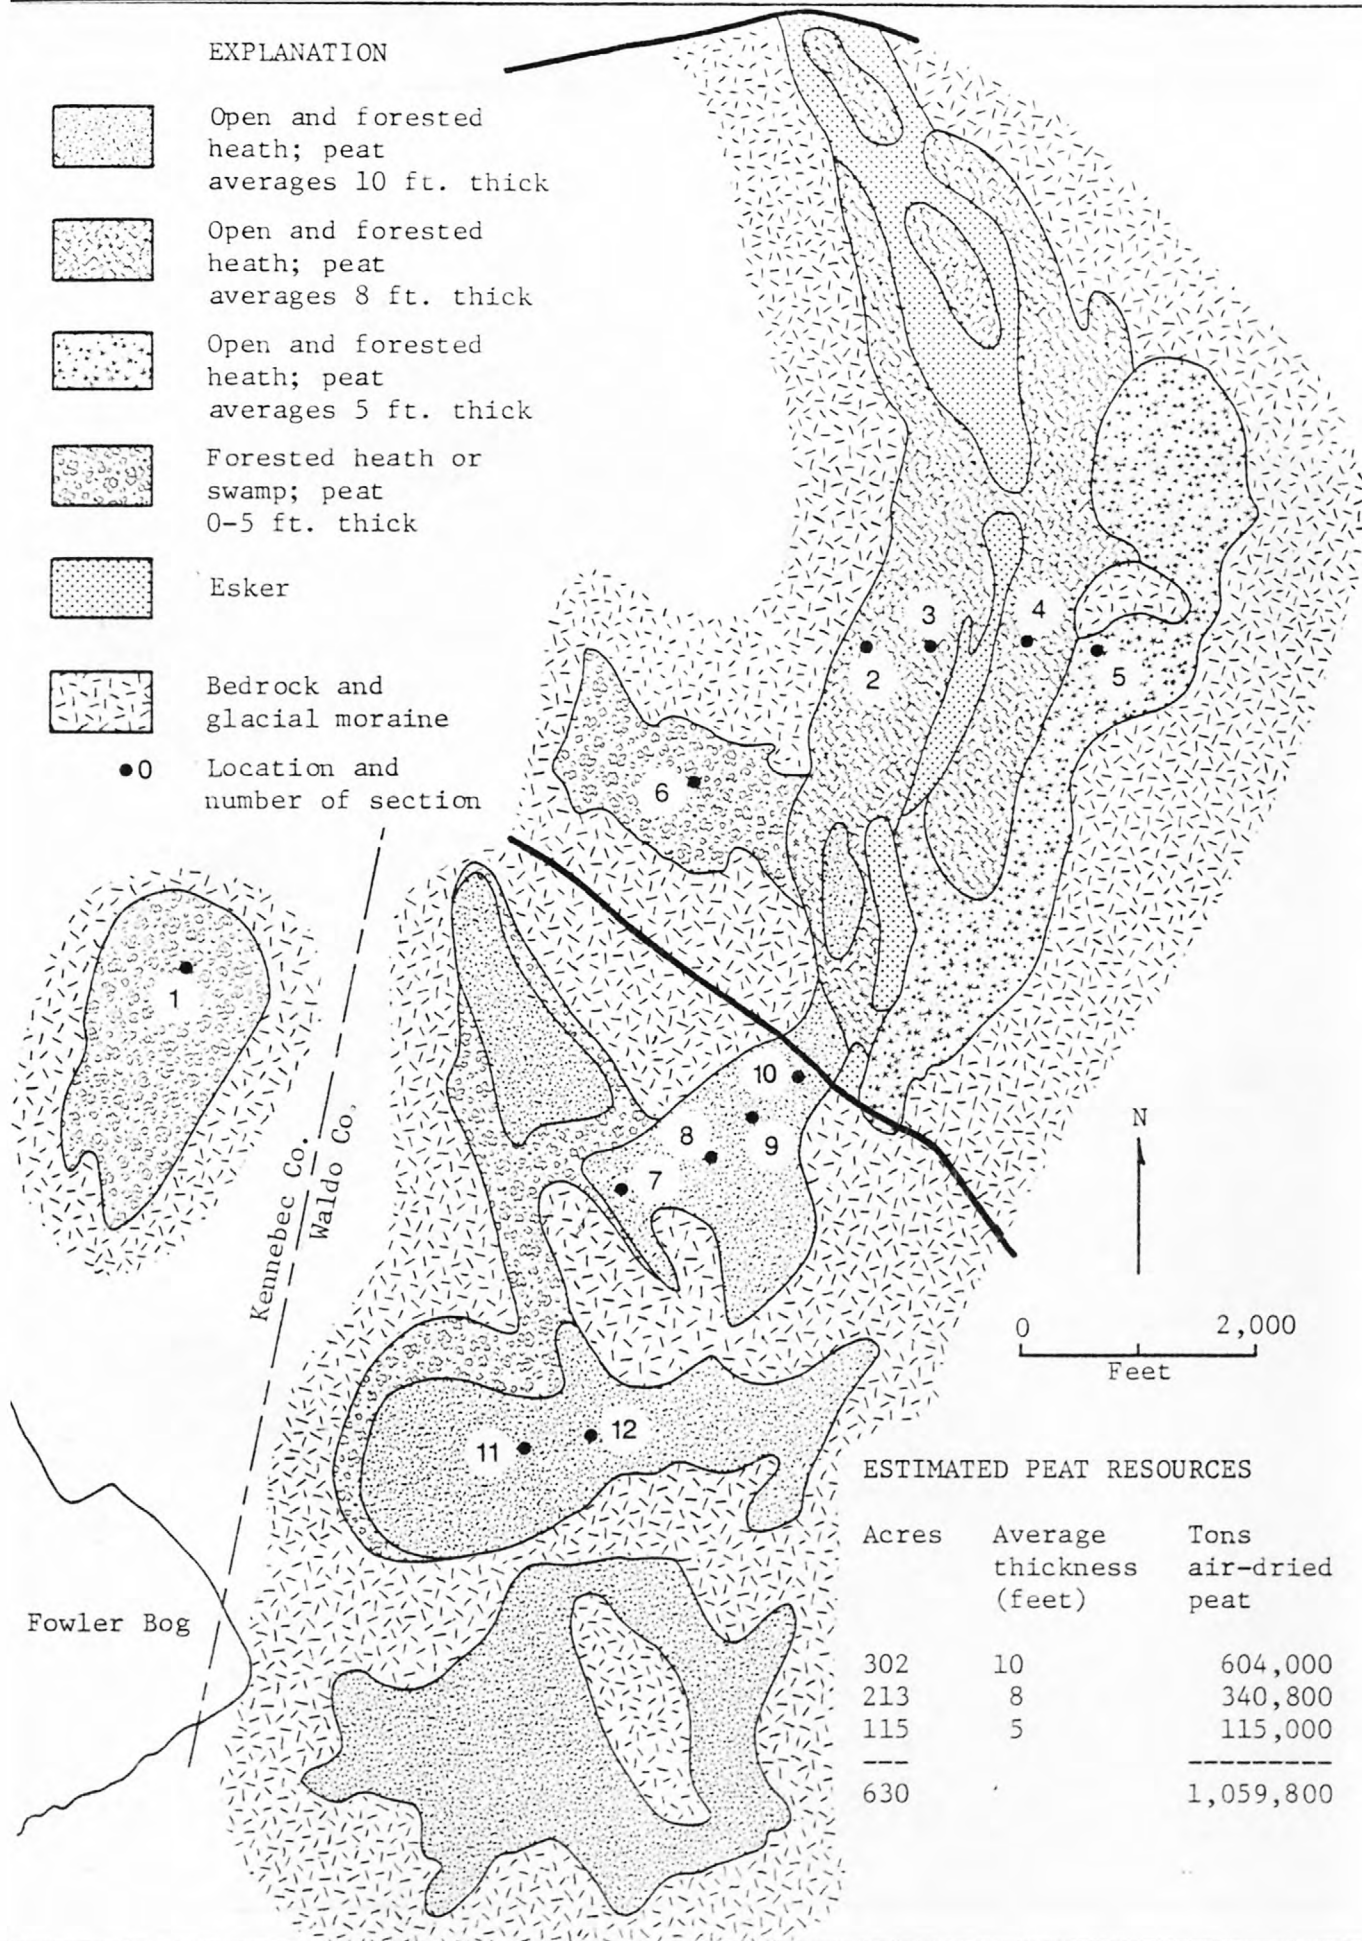 EXPLANATION
Open and forested
heath; peat
averages 10 ft. thick
Open and forested
heath; peat
averages 8 ft. thick
Open and forested
heath; peat
averages 5 ft. thick
Forested heath or
swamp; peat
0-5 ft. thick
Esker
Bedrock and
glacial moraine
0
Location and
number of section
3
4
2
5
6
1
10
9
8
7
Kennebec Co.
Waldo Co.
N
0 2,000
Feet
11
12
Fowler Bog
ESTIMATED PEAT RESOURCES
Acres Average Tons
thickness air-dried
(feet) peat
302 10 604,000
213 8 340,800
115 5 115,000
--- ---------
630 1,059,800